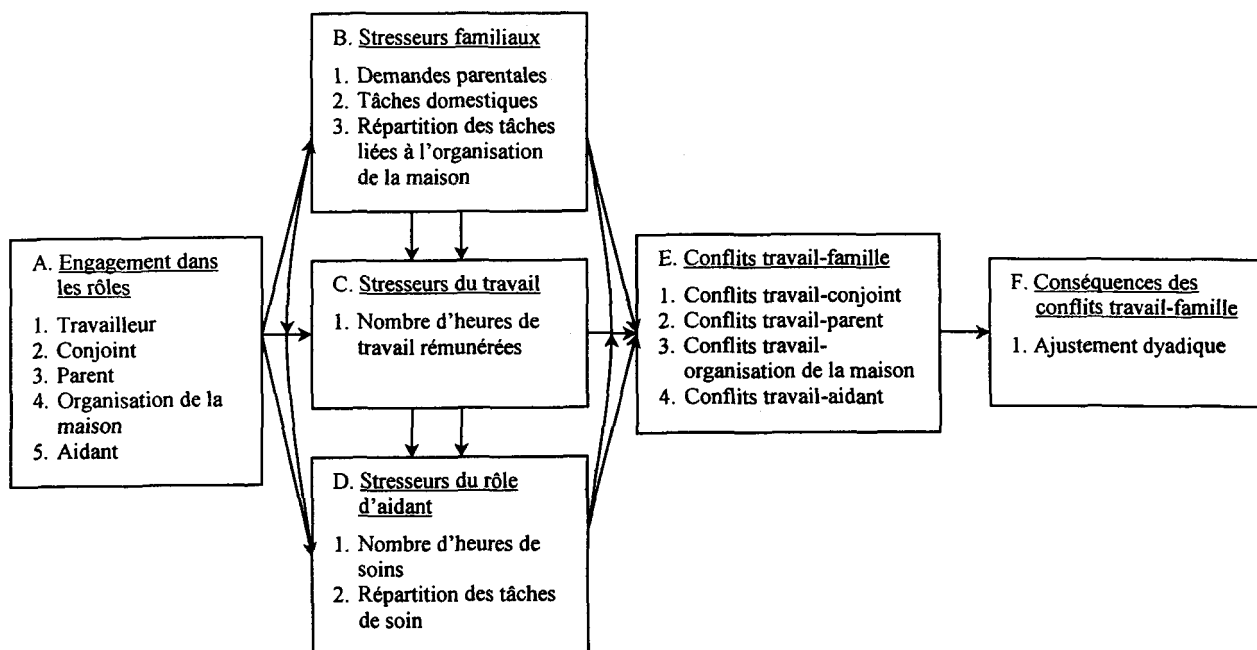 B. Stresseurs familiaux
1. Demandes parentales
2. Tâches domestiques
3. Répartition des tâches
liées à l'organisation
de la maison
A. Engagement dans
les rôles
1. Travailleur
2. Conjoint
3. Parent
4. Organisation de la
maison
5. Aidant
C. Stresseurs du travail
1. Nombre d'heures de
travail rémunérées
D. Stresseurs du rôle
d'aidant
1. Nombre d'heures de
soins
2. Répartition des tâches
de soin
E. Conflits travail-famille
1. Conflits travail-conjoint
2. Conflits travail-parent
3. Conflits travail-
organisation de la maison
4. Conflits travail-aidant
F. Conséquences des
conflits travail-famille
1. Ajustement dyadique